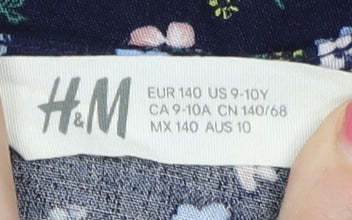 H&M
EUR 140 US 9-10Y
CA 9-10A CN 140/68
MX 140 AUS 10